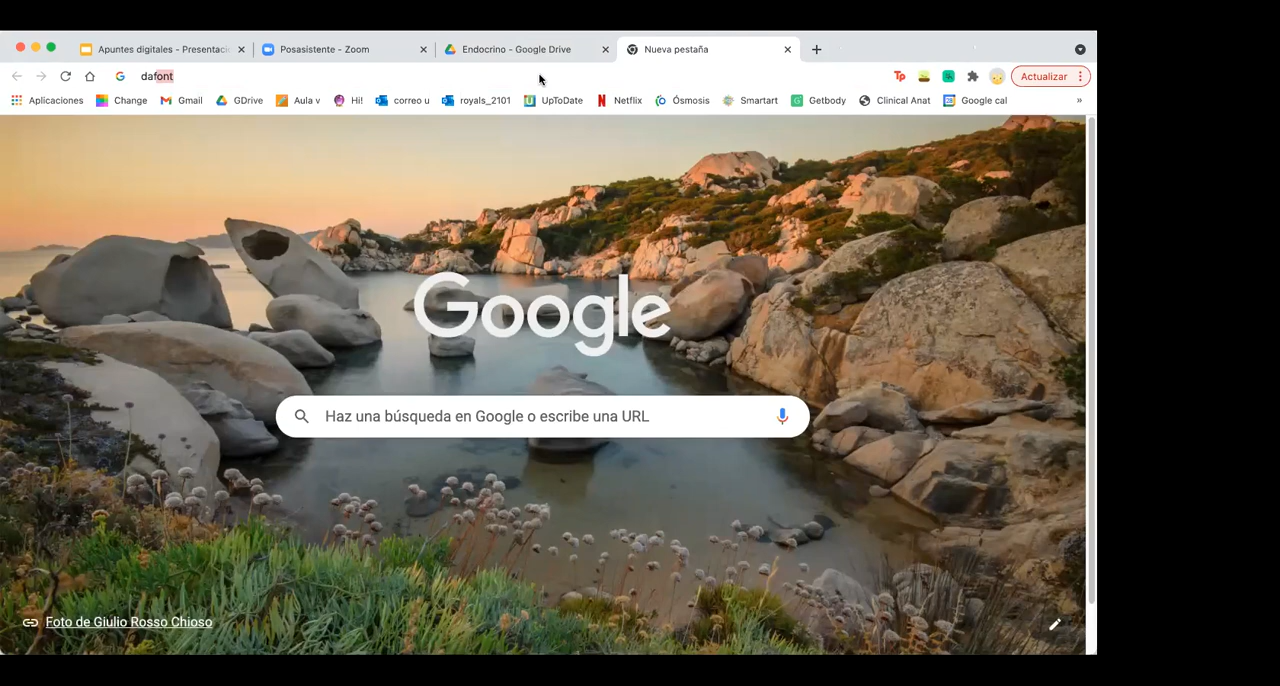 Apuntes digitales - Presentaci
Posasistente - Zoom
Endocrino - Google Drive
Nueva pestaña
dafont
Tp
Actualizar
Aplicaciones
Change
Gmail
GDrive
Aula v
Hi!
correo u
royals_2101
UpToDate
Netflix
Ósmosis
Smartart
Getbody
Clinical Anat
Google cal
»
Google
Haz una búsqueda en Google o escribe una URL
Foto de Giulio Rosso Chioso